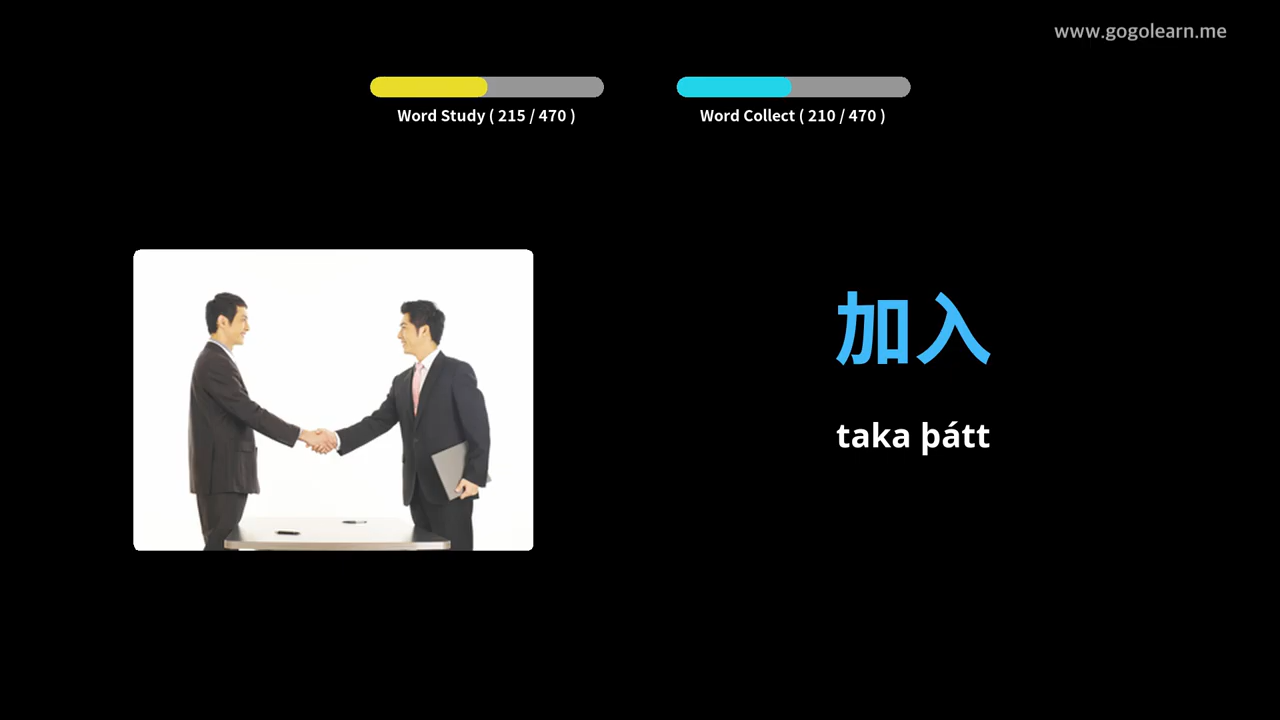 www.gogolearn.me
Word Study ( 215 / 470 )
Word Collect ( 210 / 470 )
加入
taka þátt